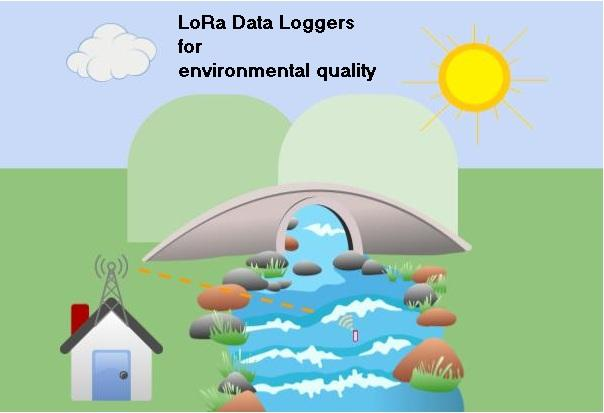 LoRa Data Loggers
for
environmental quality